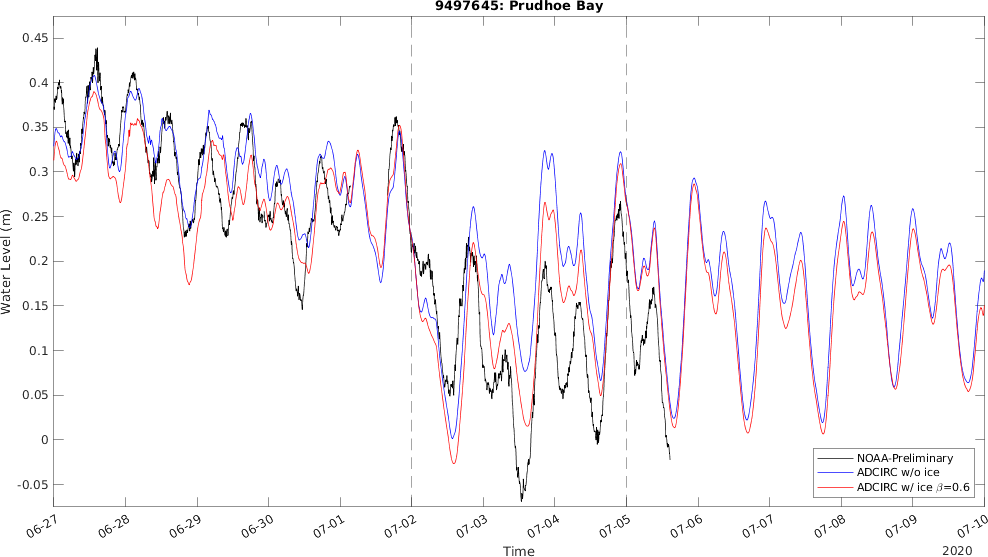 9497645: Prudhoe Bay
Water Level (m)
0.45
0.4
0.35
0.3
0.25
0.2
0.15
0.1
0.05
0
-0.05
NOAA-Preliminary
ADCIRC w/o ice
ADCIRC w/ ice β=0.6
06-27 06-28 06-29 06-30 07-01 07-02 07-03 07-04 07-05 07-06 07-07 07-08 07-09 07-10
Time
2020